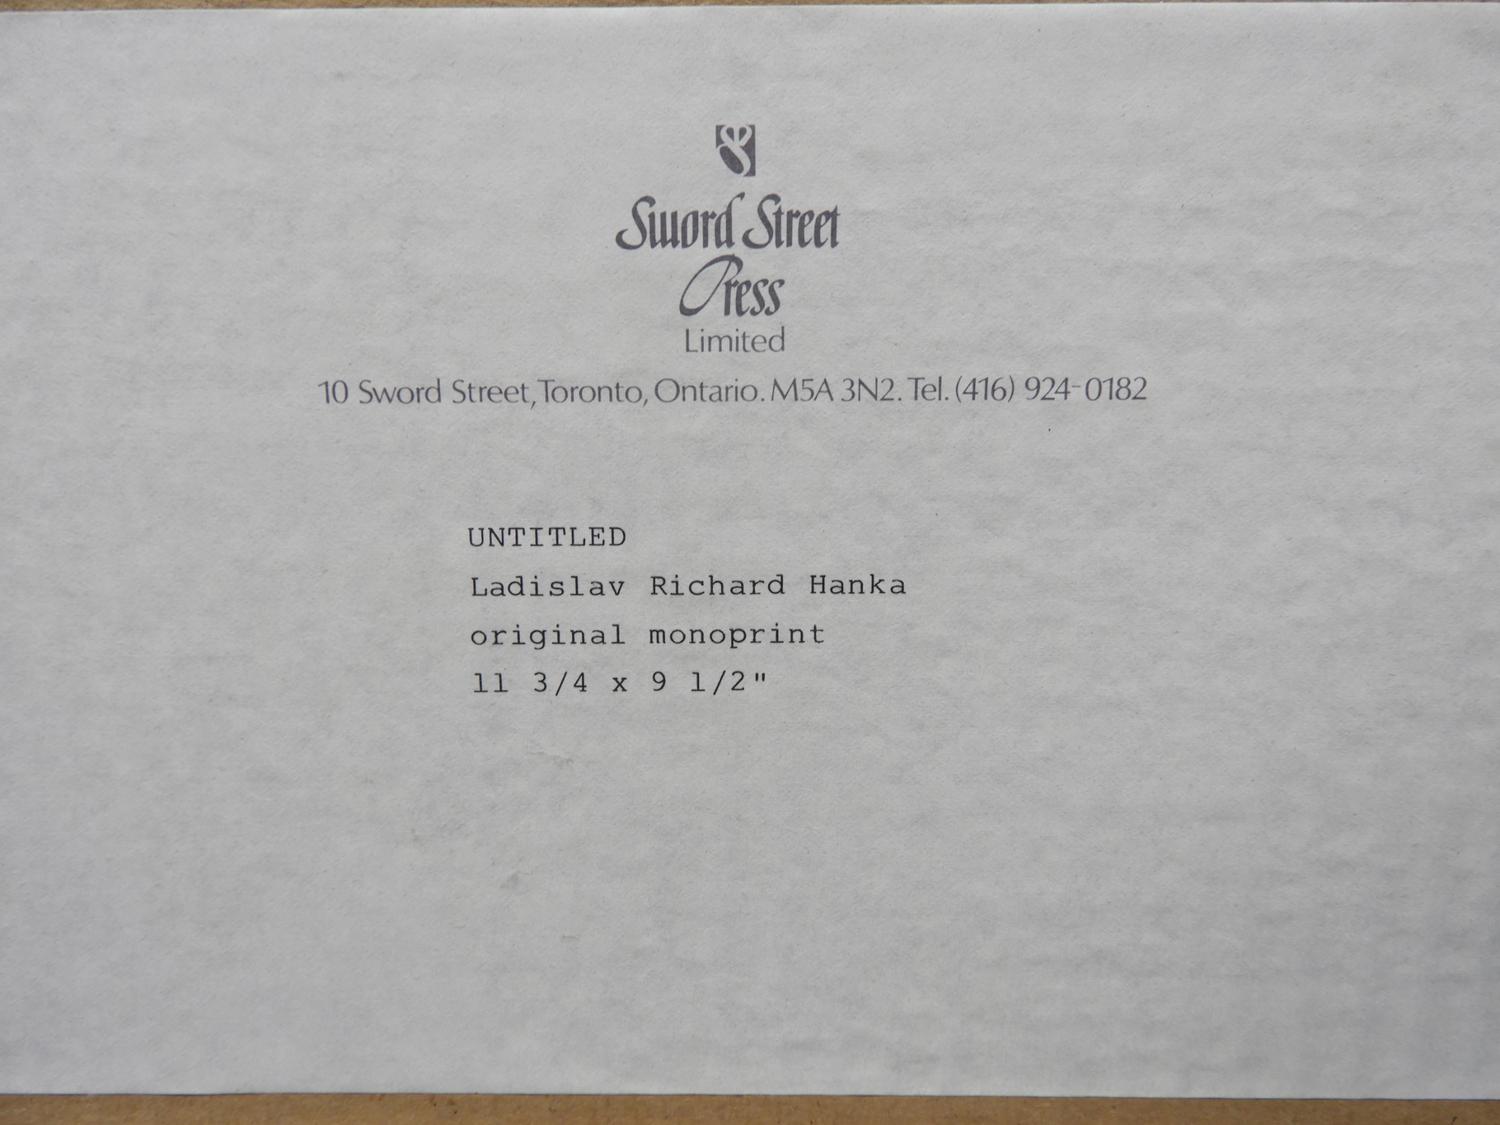 Sword Street
Press
Limited
10 Sword Street, Toronto, Ontario. M5A 3N2. Tel. (416) 924-0182
UNTITLED
Ladislav Richard Hanka
original monoprint
11 3/4 x 9 1/2"